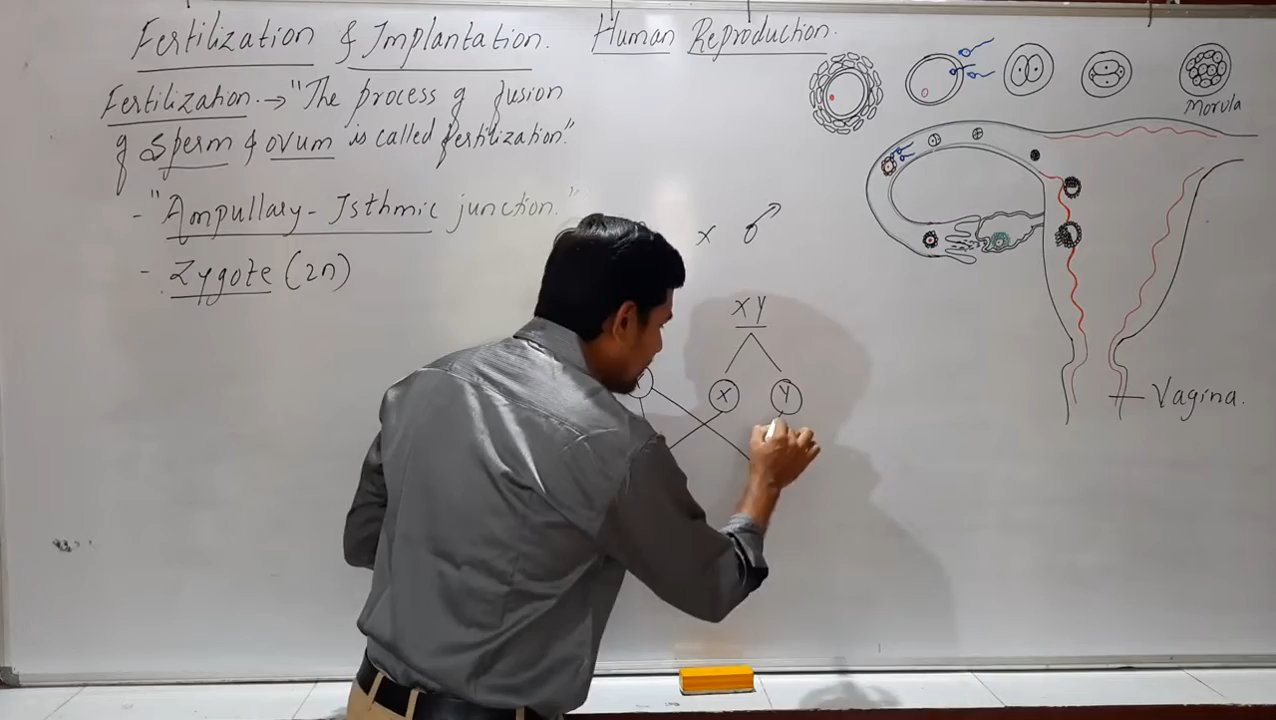 Fertilization & Implantation. Human Reproduction.
Fertilization. → "The process of fusion
of sperm & ovum is called fertilization."
- "Ampullary - Isthmic junction."
- Zygote (2n)
Morula
x ♂
XY
X Y
Vagina.